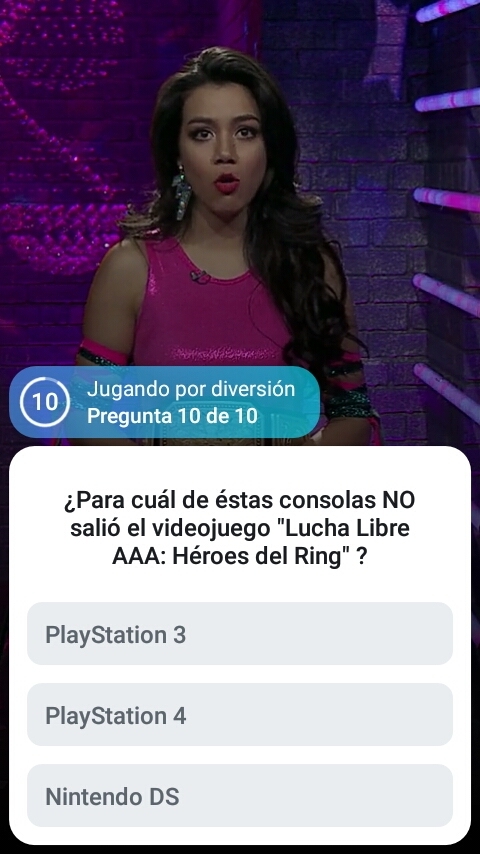 10
Jugando por diversión
Pregunta 10 de 10
¿Para cuál de éstas consolas NO
salió el videojuego "Lucha Libre
AAA: Héroes del Ring" ?
PlayStation 3
PlayStation 4
Nintendo DS